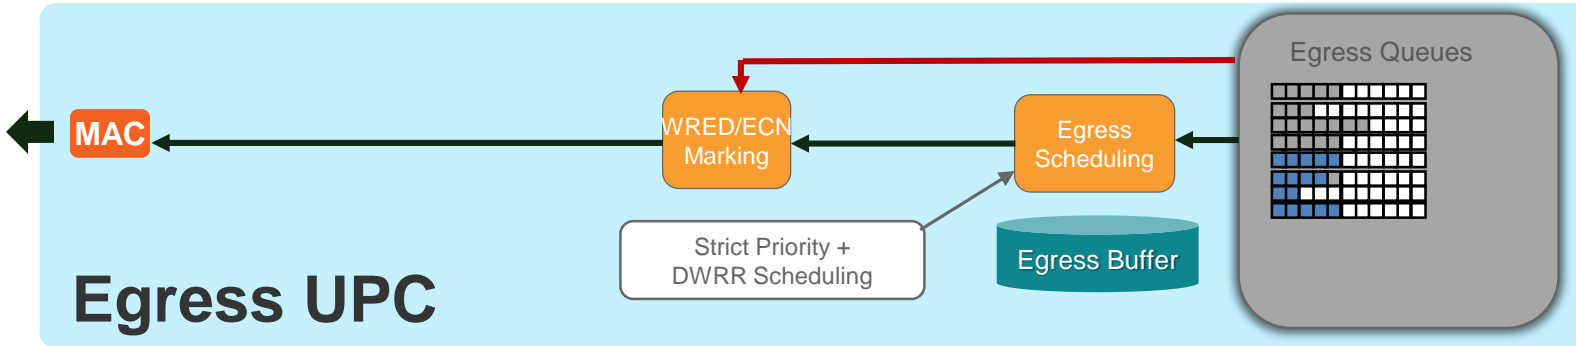 Egress Queues
MAC
WRED/ECN
Marking
Egress
Scheduling
Strict Priority +
DWRR Scheduling
Egress Buffer
Egress UPC